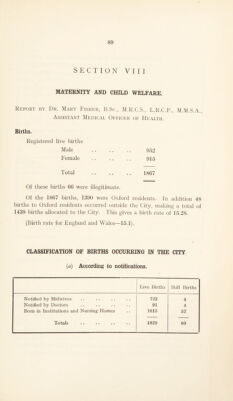 89
SECTION VIII
MATERNITY AND CHILD WELFARE.
REPORT BY DR. MARY FISHER, B.Sc., M.R.C.S., L.R.C.P., M.M.S.A.,
ASSISTANT MEDICAL OFFICER OF HEALTH.
Births.
Registered live births
Male .. .. .. 952
Female .. .. .. 915
Total .. .. .. 1867
Of these births 66 were illegitimate.
Of the 1867 births, 1390 were Oxford residents. In addition 48
births to Oxford residents occurred outside the City, making a total of
1438 births allocated to the City. This gives a birth rate of 15.28.
(Birth rate for England and Wales—15.1).
CLASSIFICATION OF BIRTHS OCCURRING IN THE CITY.
(a) According to notifications.
Live Births Still Births
Notified by Midwives .. .. .. .. 723 4
Notified by Doctors .. .. .. .. 91 4
Born in Institutions and Nursing Homes .. 1015 52
Totals .. .. .. .. 1829 60